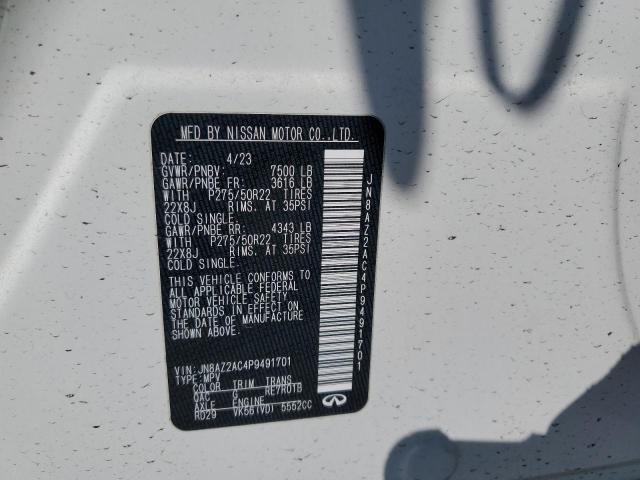 MFD BY NISSAN MOTOR CO.,LTD.
DATE: 4/23
GVWR/PNBV: 7500 LB
GAWR/PNBE FR: 3616 LB
WITH P275/50R22 TIRES
22X8J RIMS. AT 35PSI
COLD SINGLE.
GAWR/PNBE RR: 4343 LB
WITH P275/50R22 TIRES
22X8J RIMS. AT 35PSI
COLD SINGLE.
THIS VEHICLE CONFORMS TO
ALL APPLICABLE FEDERAL
MOTOR VEHICLE SAFETY
STANDARDS IN EFFECT ON
THE DATE OF MANUFACTURE
SHOWN ABOVE.
VIN: JN8AZ2AC4P9491701
TYPE: MPV
COLOR TRIM TRANS
QAC G RE7R01B
AXLE ENGINE
R029 VK56(VD) 5552CC
JN8AZ2AC4P9491701